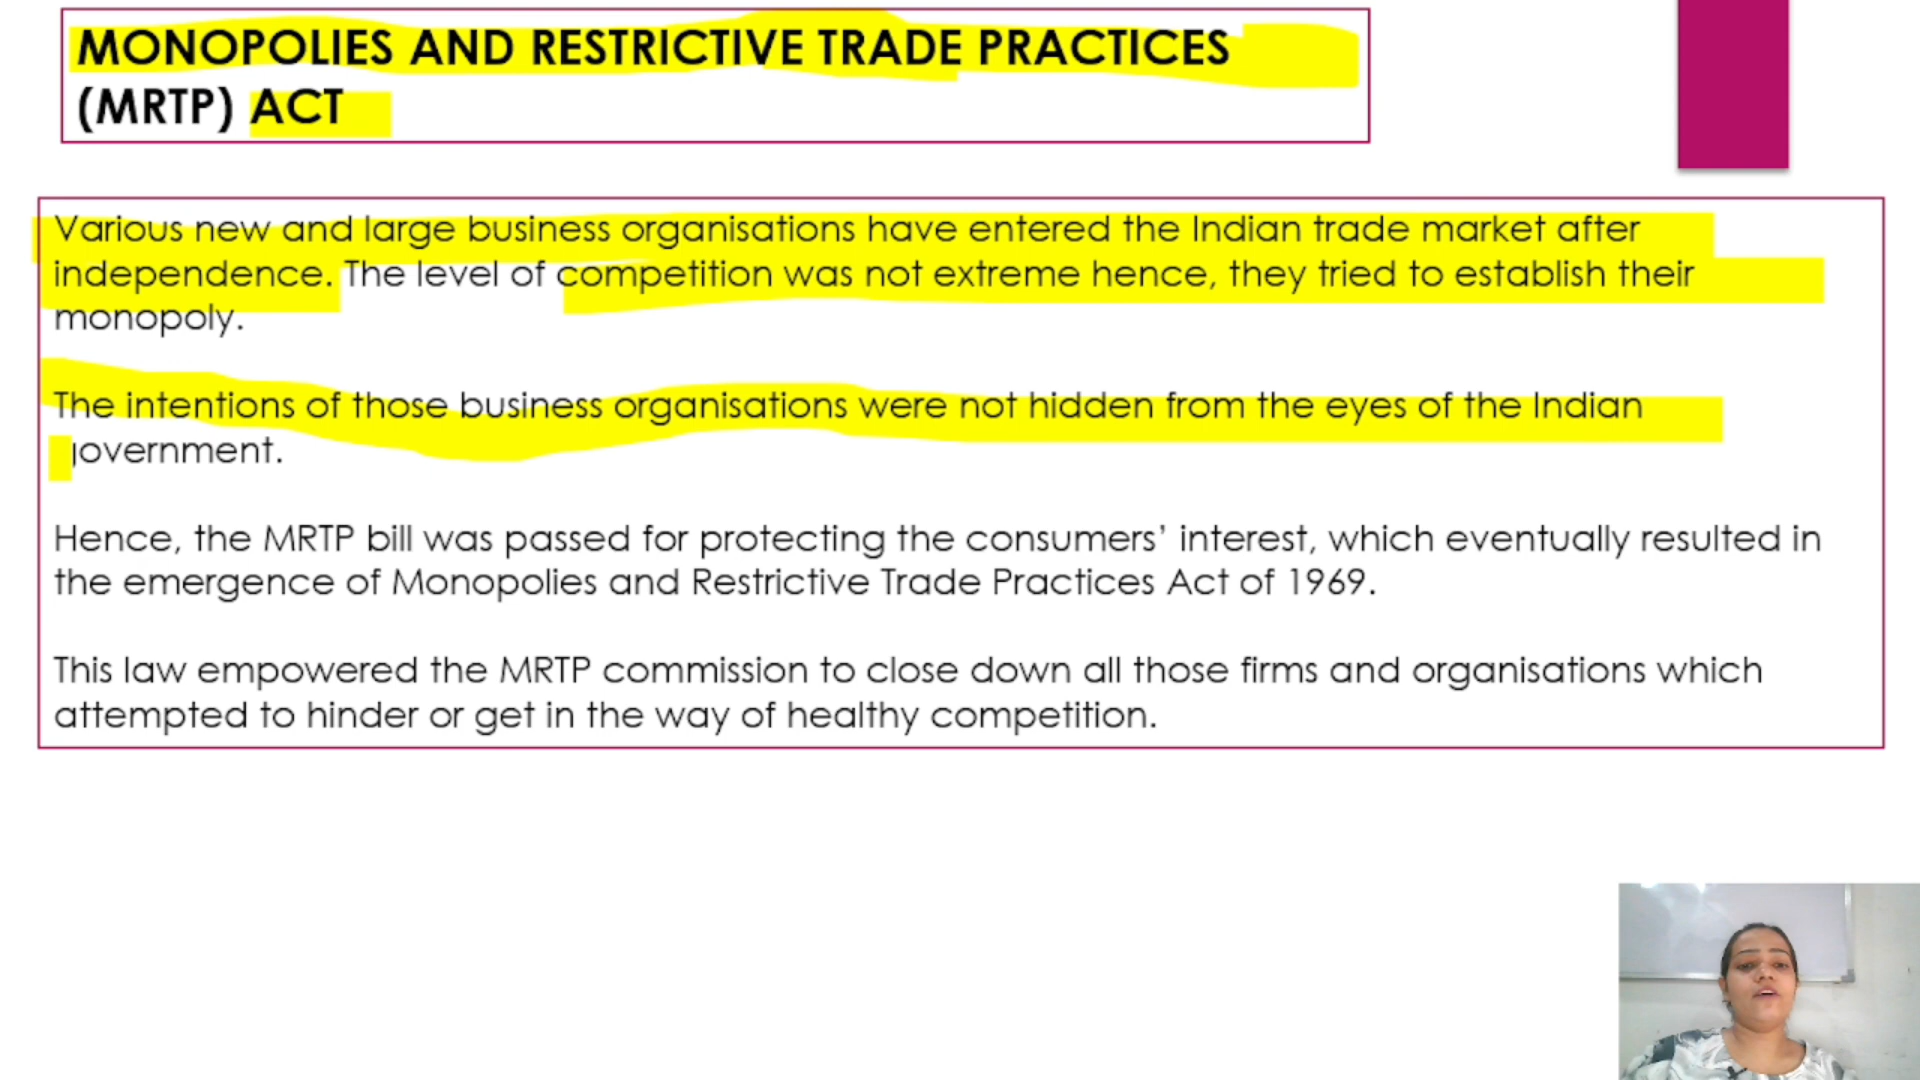 MONOPOLIES AND RESTRICTIVE TRADE PRACTICES
(MRTP) ACT
Various new and large business organisations have entered the Indian trade market after
independence. The level of competition was not extreme hence, they tried to establish their
monopoly.
The intentions of those business organisations were not hidden from the eyes of the Indian
government.
Hence, the MRTP bill was passed for protecting the consumers’ interest, which eventually resulted in
the emergence of Monopolies and Restrictive Trade Practices Act of 1969.
This law empowered the MRTP commission to close down all those firms and organisations which
attempted to hinder or get in the way of healthy competition.